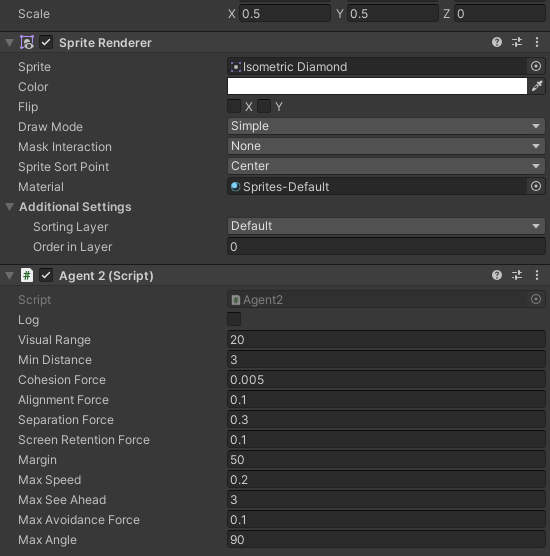 Scale X 0.5 Y 0.5 Z 0
Sprite Renderer
Sprite Isometric Diamond
Color
Flip X Y
Draw Mode Simple
Mask Interaction None
Sprite Sort Point Center
Material Sprites-Default
Additional Settings
Sorting Layer Default
Order in Layer 0
# Agent 2 (Script)
Script # Agent2
Log
Visual Range 20
Min Distance 3
Cohesion Force 0.005
Alignment Force 0.1
Separation Force 0.3
Screen Retention Force 0.1
Margin 50
Max Speed 0.2
Max See Ahead 3
Max Avoidance Force 0.1
Max Angle 90